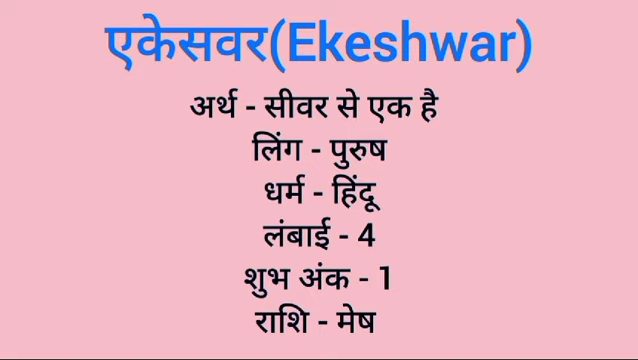 एकेसवर(Ekeshwar)
अर्थ - सीवर से एक है
लिंग - पुरुष
धर्म - हिंदू
लंबाई - 4
शुभ अंक - 1
राशि - मेष